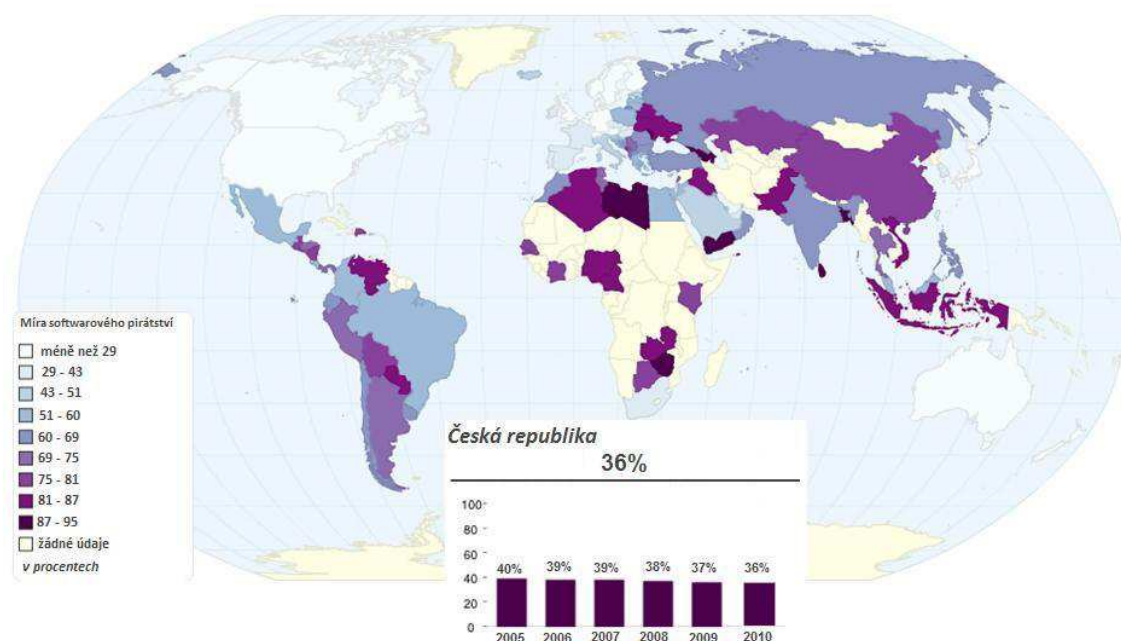 Míra softwarového pirátství
méně než 29
29 - 43
43 - 51
51 - 60
60 - 69
69 - 75
75 - 81
81 - 87
87 - 95
žádné údaje
v procentech
Česká republika
36%
100
80
60
40
20
0
40%
39%
39%
38%
37%
36%
2005
2006
2007
2008
2009
2010